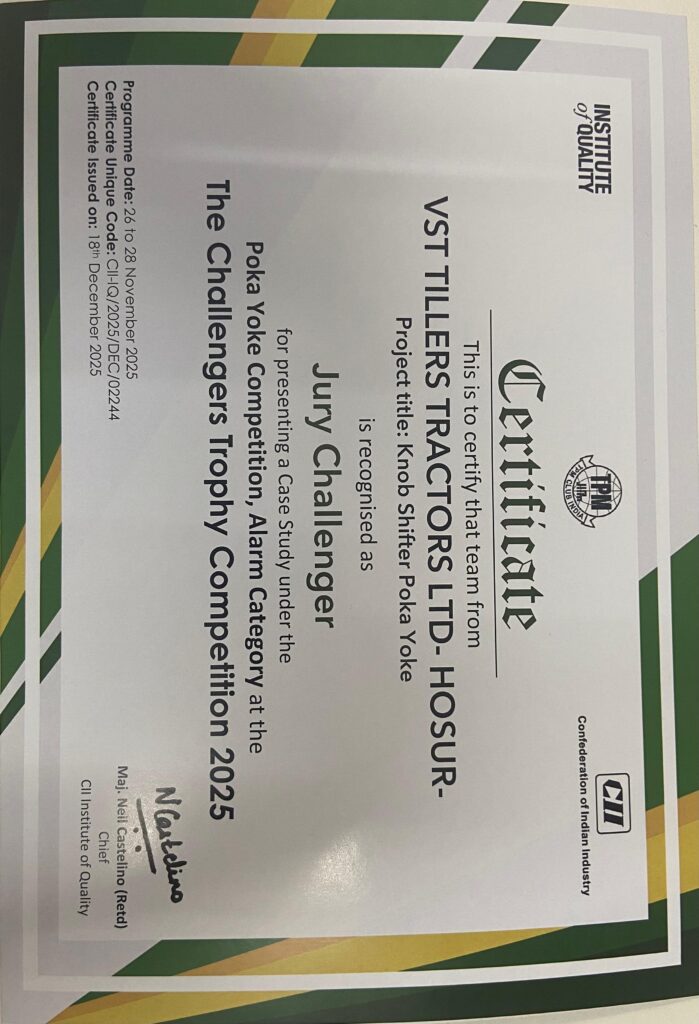 INSTITUTE
of QUALITY
TPM
CLUB INDIA
CII
Confederation of Indian Industry
Certificate
This is to certify that team from
VST TILLERS TRACTORS LTD- HOSUR-
Project title: Knob Shifter Poka Yoke
is recognised as
Jury Challenger
for presenting a Case Study under the
Poka Yoke Competition, Alarm Category at the
The Challengers Trophy Competition 2025
Programme Date: 26 to 28 November 2025
Certificate Unique Code: CII-IQ/2025/DEC/02244
Certificate Issued on: 18th December 2025
N Castelino
Maj. Neil Castelino (Retd)
Chief
CII Institute of Quality